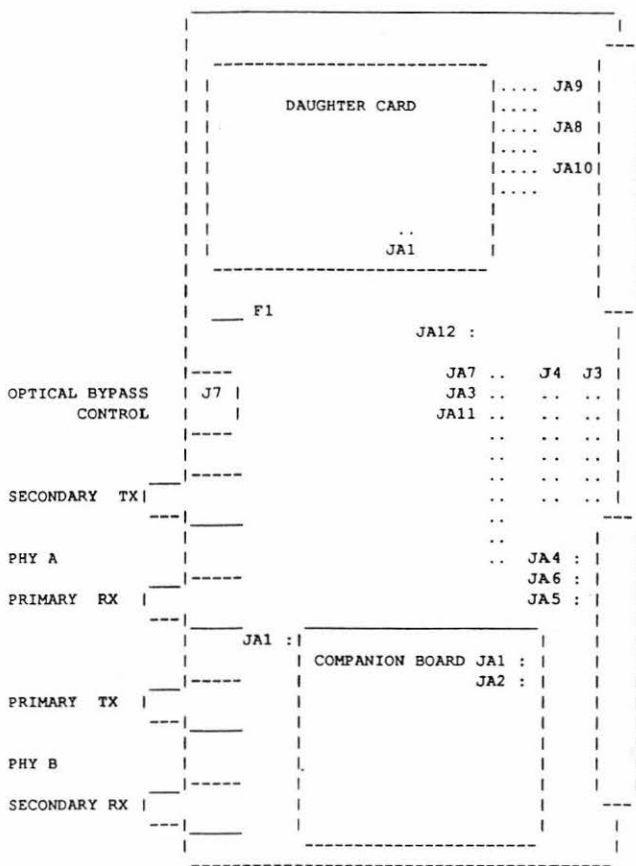 JA9
DAUGHTER CARD
JA8
JA10
JA1
F1
JA12 :
JA7 .. J4 J3
OPTICAL BYPASS J7 JA3 .. .. ..
CONTROL JA11 .. .. ..
SECONDARY TX
PHY A JA4 :
JA6 :
PRIMARY RX JA5 :
JA1 :
COMPANION BOARD JA1 :
JA2 :
PRIMARY TX
PHY B
SECONDARY RX